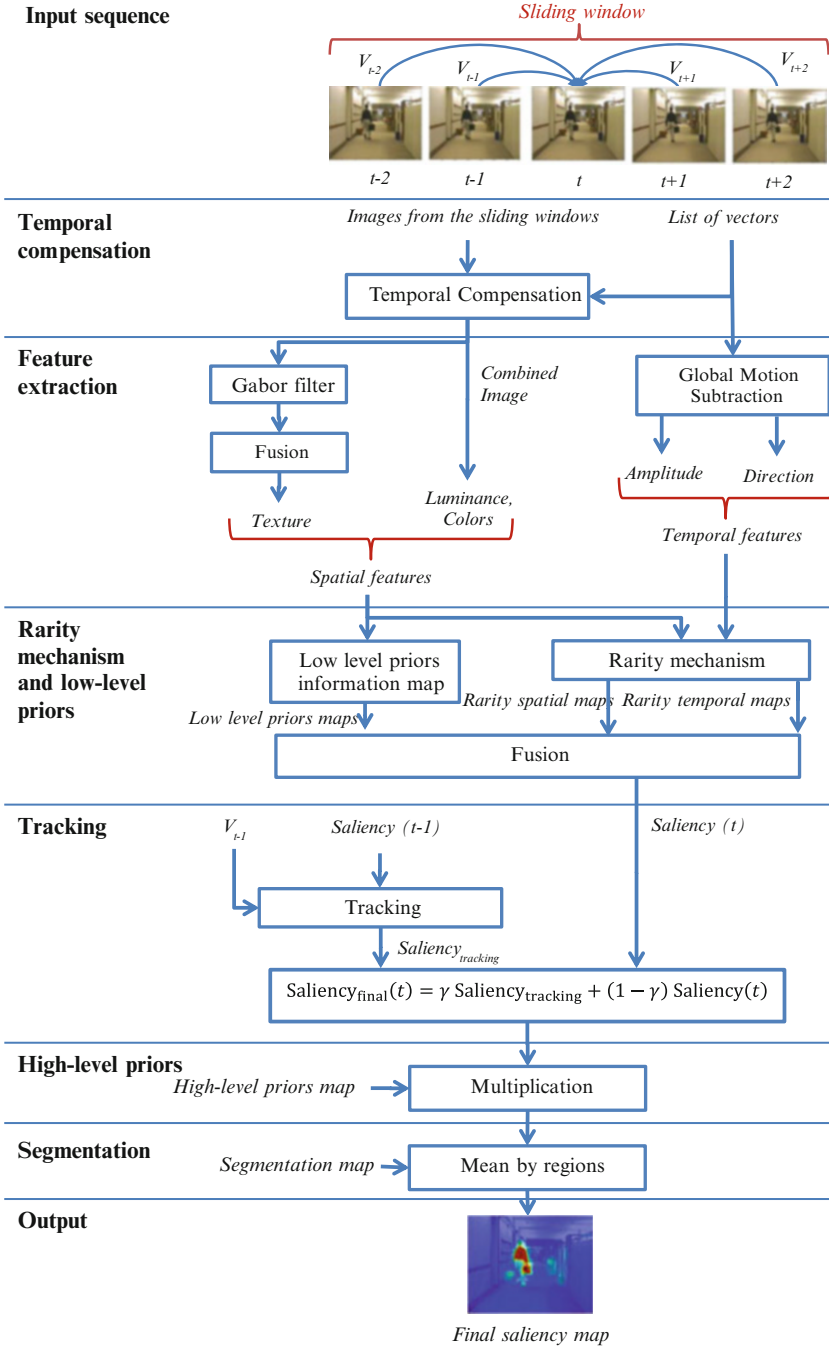 Input sequence
Sliding window
V_{t-2}
V_{t-1}
V_{t+1}
V_{t+2}
t-2
t-1
t
t+1
t+2
Temporal
compensation
Images from the sliding windows
List of vectors
Temporal Compensation
Feature
extraction
Gabor filter
Combined
Image
Global Motion
Subtraction
Fusion
Amplitude
Direction
Texture
Luminance,
Colors
Temporal features
Spatial features
Rarity
mechanism
and low-level
priors
Low level priors
information map
Rarity mechanism
Low level priors maps
Rarity spatial maps
Rarity temporal maps
Fusion
Tracking
V_{t-1}
Saliency (t-1)
Saliency (t)
Tracking
Saliency_{tracking}
Saliency_{final}(t) = γ Saliency_{tracking} + (1 − γ) Saliency(t)
High-level priors
High-level priors map
Multiplication
Segmentation
Segmentation map
Mean by regions
Output
Final saliency map